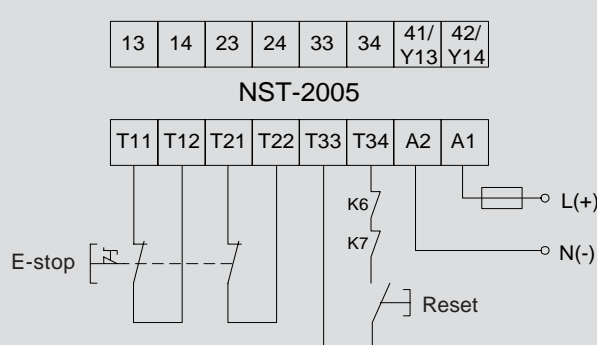 13 14 23 24 33 34 41/Y13 42/Y14
NST-2005
T11 T12 T21 T22 T33 T34 A2 A1
K6
L(+)
K7
N(-)
E-stop
Reset